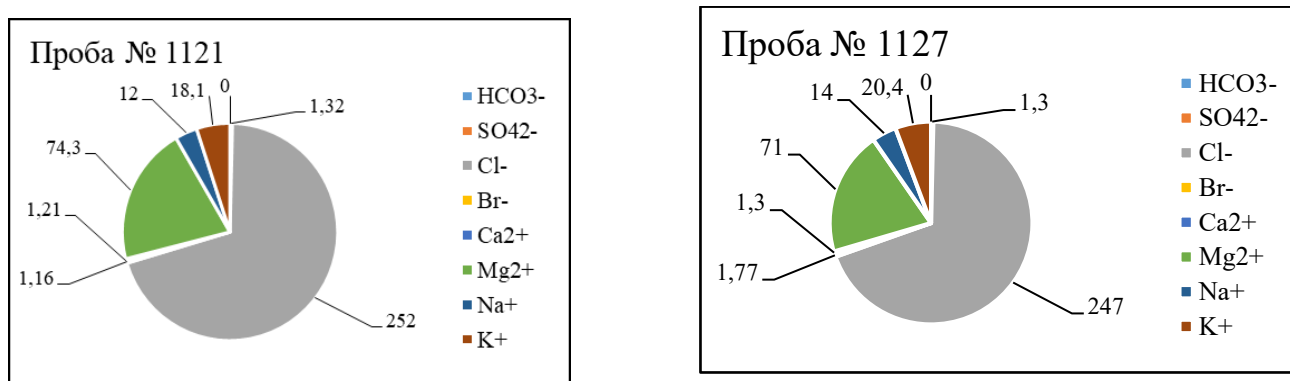 Проба № 1121
0
18,1
1,32
12
74,3
1,21
1,16
252
HCO3-
SO42-
Cl-
Br-
Ca2+
Mg2+
Na+
K+
Проба № 1127
0
20,4
1,3
14
71
1,3
1,77
247
HCO3-
SO42-
Cl-
Br-
Ca2+
Mg2+
Na+
K+